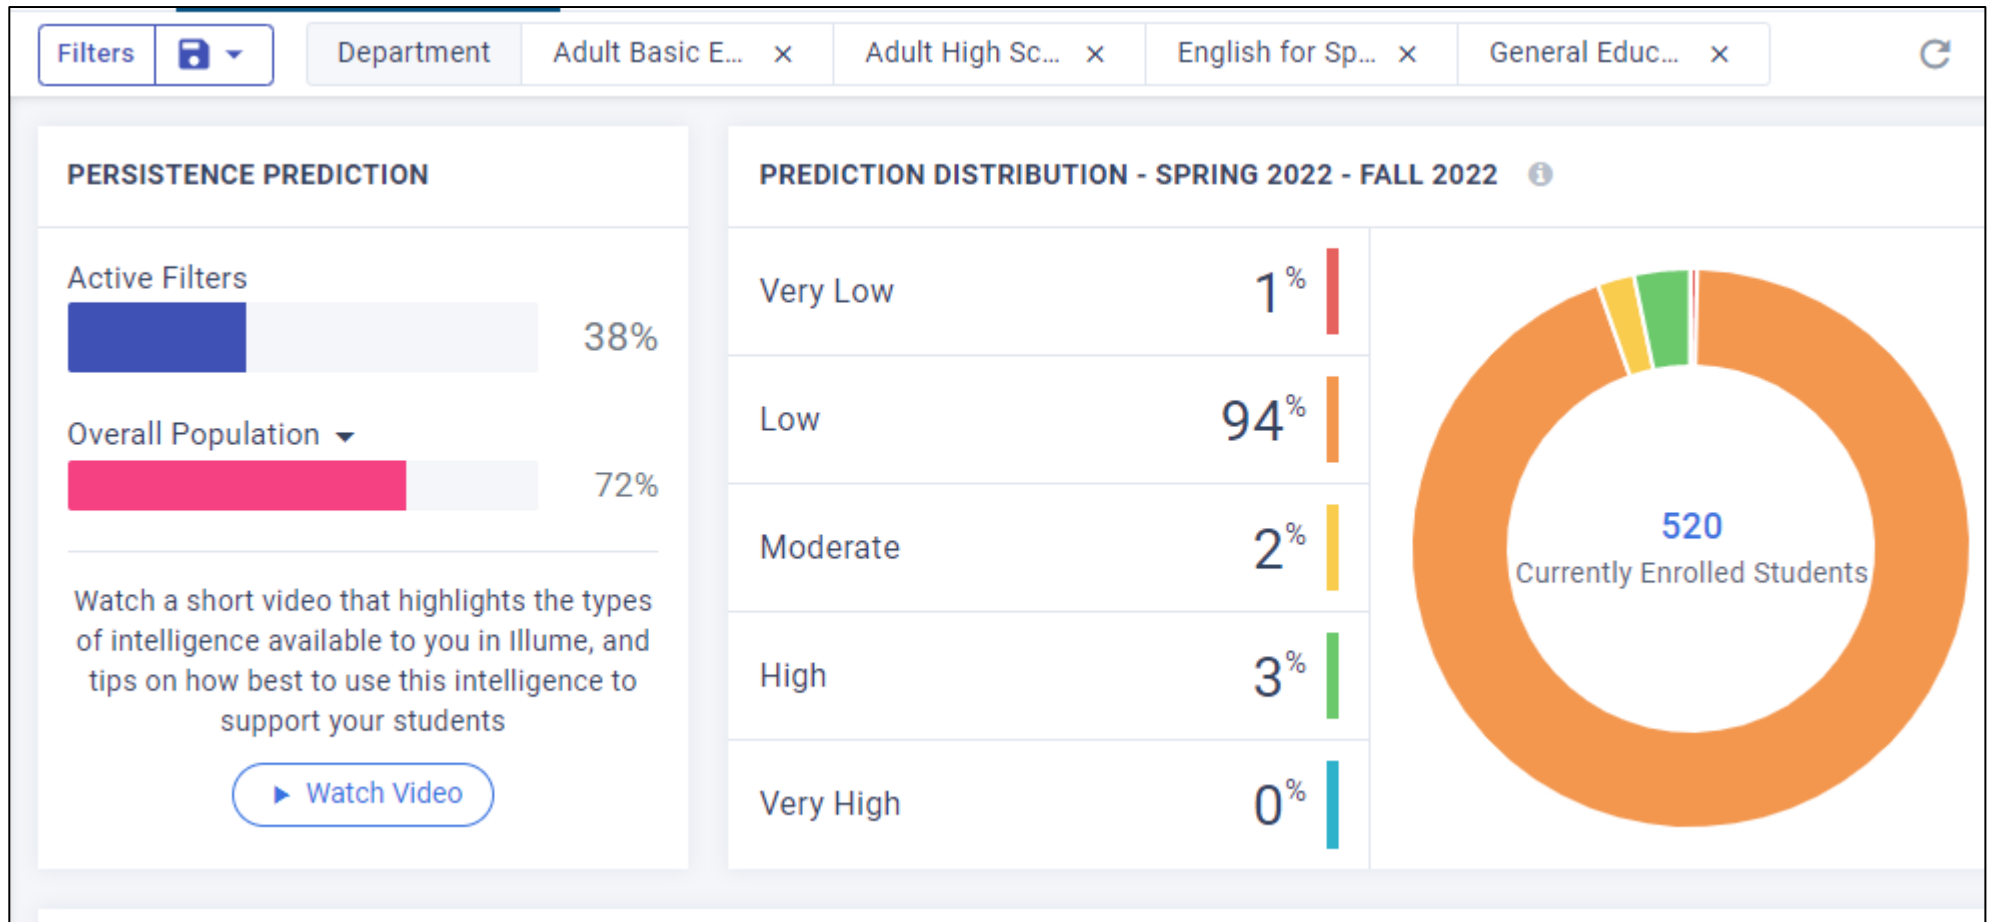 Filters
Department
Adult Basic E... ×
Adult High Sc... ×
English for Sp... ×
General Educ... ×
PERSISTENCE PREDICTION
Active Filters
38%
Overall Population
72%
Watch a short video that highlights the types
of intelligence available to you in Illume, and
tips on how best to use this intelligence to
support your students
Watch Video
PREDICTION DISTRIBUTION - SPRING 2022 - FALL 2022
Very Low 1%
Low 94%
Moderate 2%
High 3%
Very High 0%
520
Currently Enrolled Students